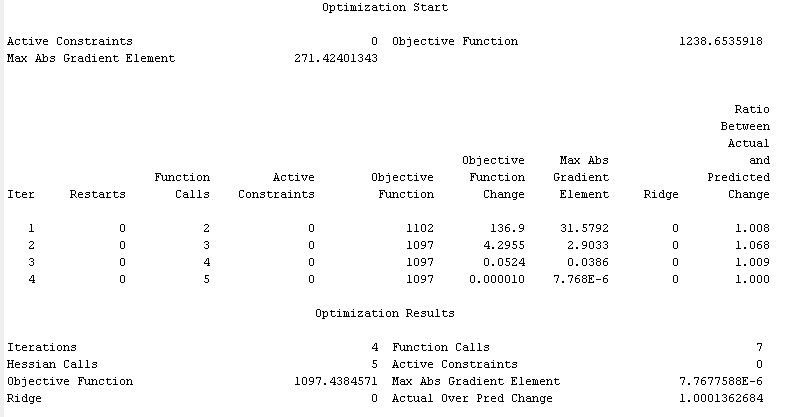 Optimization Start
Active Constraints 0 Objective Function 1238.6535918
Max Abs Gradient Element 271.42401343
Ratio
Between
Actual
Objective Max Abs and
Function Active Objective Function Gradient Predicted
Iter Restarts Calls Constraints Function Change Element Ridge Change
1 0 2 0 1102 136.9 31.5792 0 1.008
2 0 3 0 1097 4.2955 2.9033 0 1.068
3 0 4 0 1097 0.0524 0.0386 0 1.009
4 0 5 0 1097 0.000010 7.768E-6 0 1.000
Optimization Results
Iterations 4 Function Calls 7
Hessian Calls 5 Active Constraints 0
Objective Function 1097.4384571 Max Abs Gradient Element 7.7677588E-6
Ridge 0 Actual Over Pred Change 1.0001362684